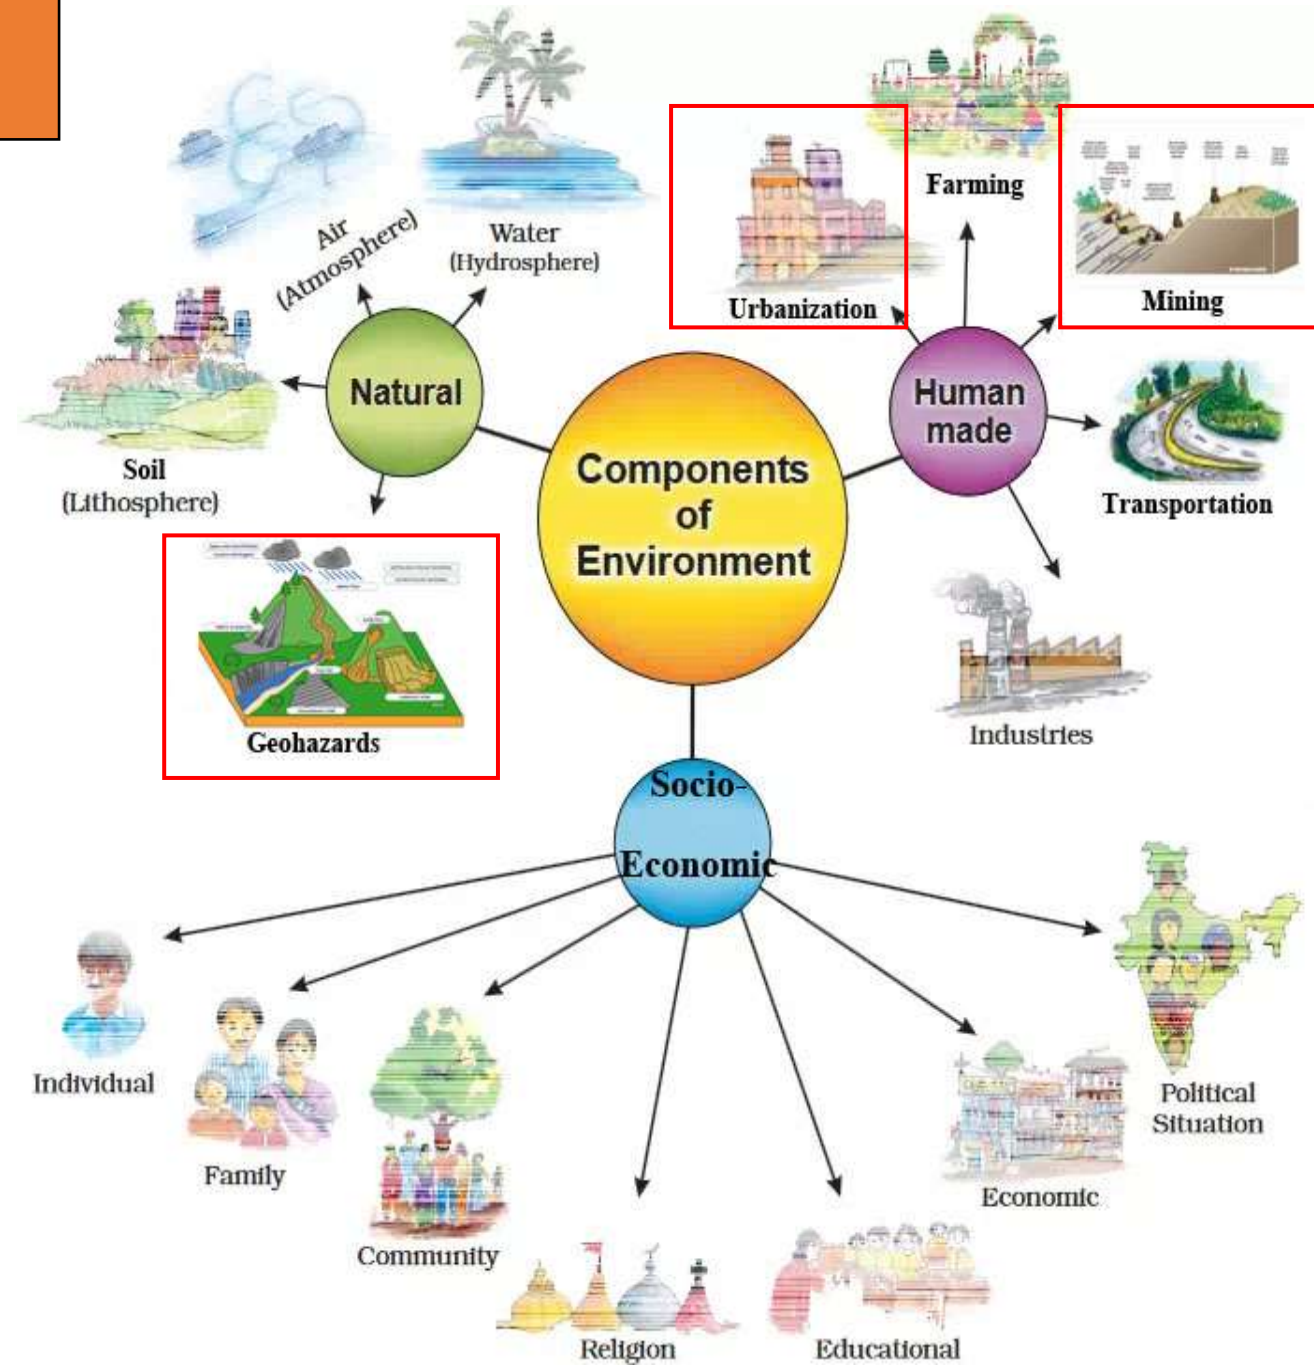 Air
(Atmosphere)
Water
(Hydrosphere)
Farming
Urbanization
Mining
Natural
Human
made
Soil
(Lithosphere)
Components
of
Environment
Transportation
Geohazards
Industries
Socio-
Economic
Individual
Family
Community
Religion
Educational
Economic
Political
Situation